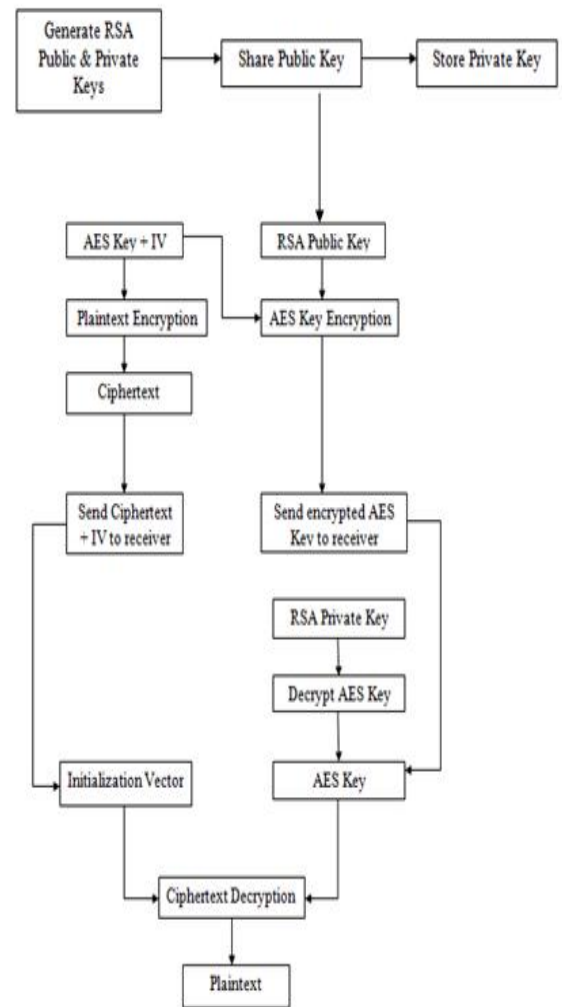 Generate RSA
Public & Private
Keys
Share Public Key
Store Private Key
AES Key + IV
RSA Public Key
Plaintext Encryption
AES Key Encryption
Ciphertext
Send Ciphertext
+ IV to receiver
Send encrypted AES
Key to receiver
RSA Private Key
Decrypt AES Key
Initialization Vector
AES Key
Ciphertext Decryption
Plaintext